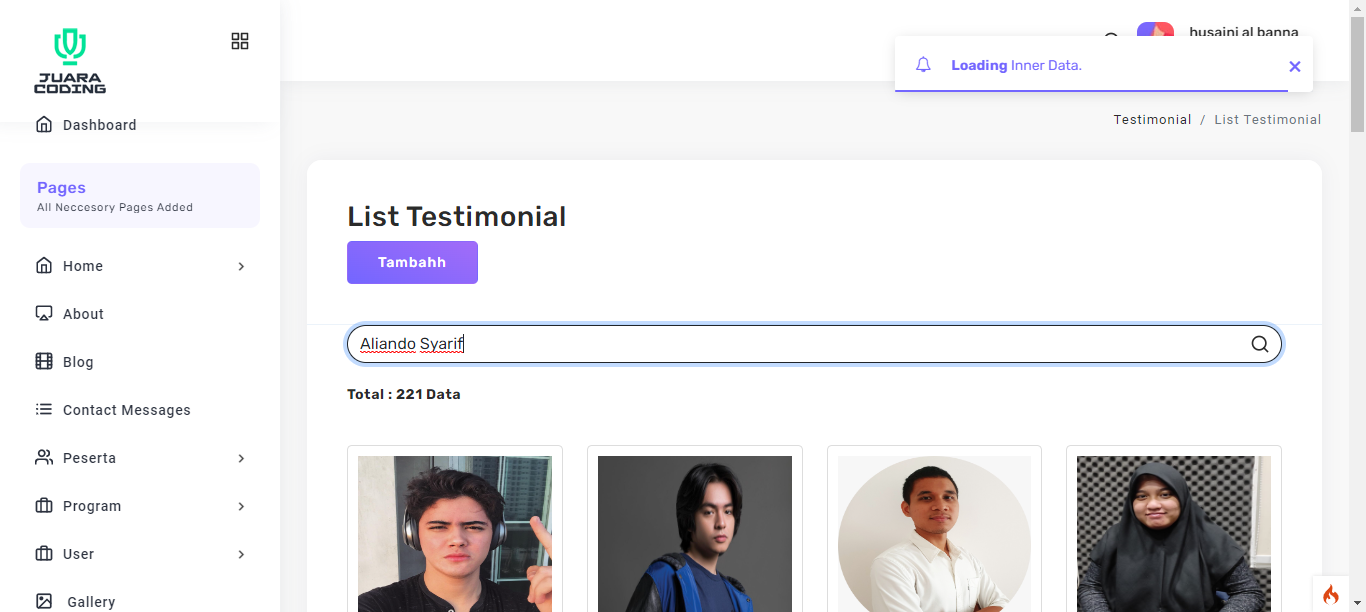 JUARA
CODING
husaini al banna
Loading Inner Data.
Dashboard
Testimonial / List Testimonial
Pages
All Neccesory Pages Added
List Testimonial
Tambahh
Home
About
Aliando Syarif
Blog
Total : 221 Data
Contact Messages
Peserta
Program
User
Gallery